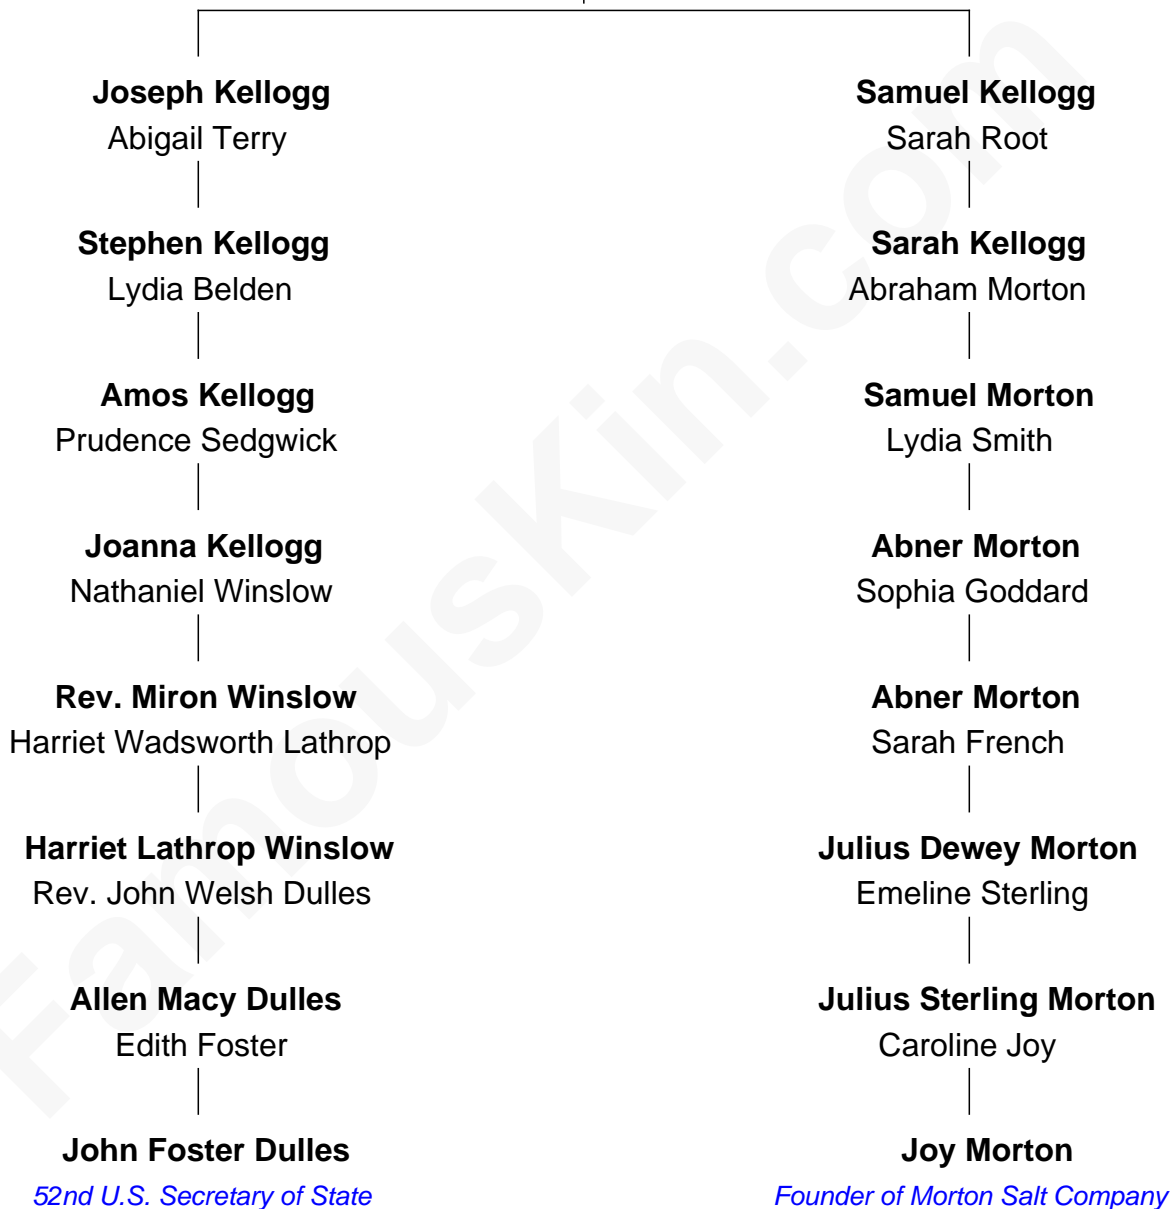 Joseph Kellogg
Abigail Terry
Samuel Kellogg
Sarah Root
Stephen Kellogg
Lydia Belden
Sarah Kellogg
Abraham Morton
Amos Kellogg
Prudence Sedgwick
Samuel Morton
Lydia Smith
Joanna Kellogg
Nathaniel Winslow
Abner Morton
Sophia Goddard
Rev. Miron Winslow
Harriet Wadsworth Lathrop
Abner Morton
Sarah French
Harriet Lathrop Winslow
Rev. John Welsh Dulles
Julius Dewey Morton
Emeline Sterling
Allen Macy Dulles
Edith Foster
Julius Sterling Morton
Caroline Joy
John Foster Dulles
52nd U.S. Secretary of State
Joy Morton
Founder of Morton Salt Company
FamousKin.com